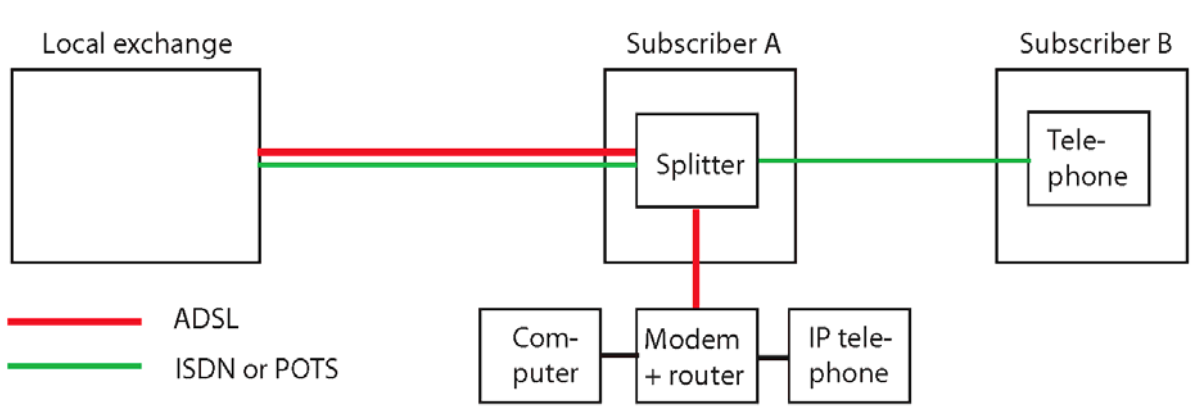 Local exchange
Subscriber A
Subscriber B
Splitter
Tele-
phone
ADSL
ISDN or POTS
Com-
puter
Modem
+ router
IP tele-
phone